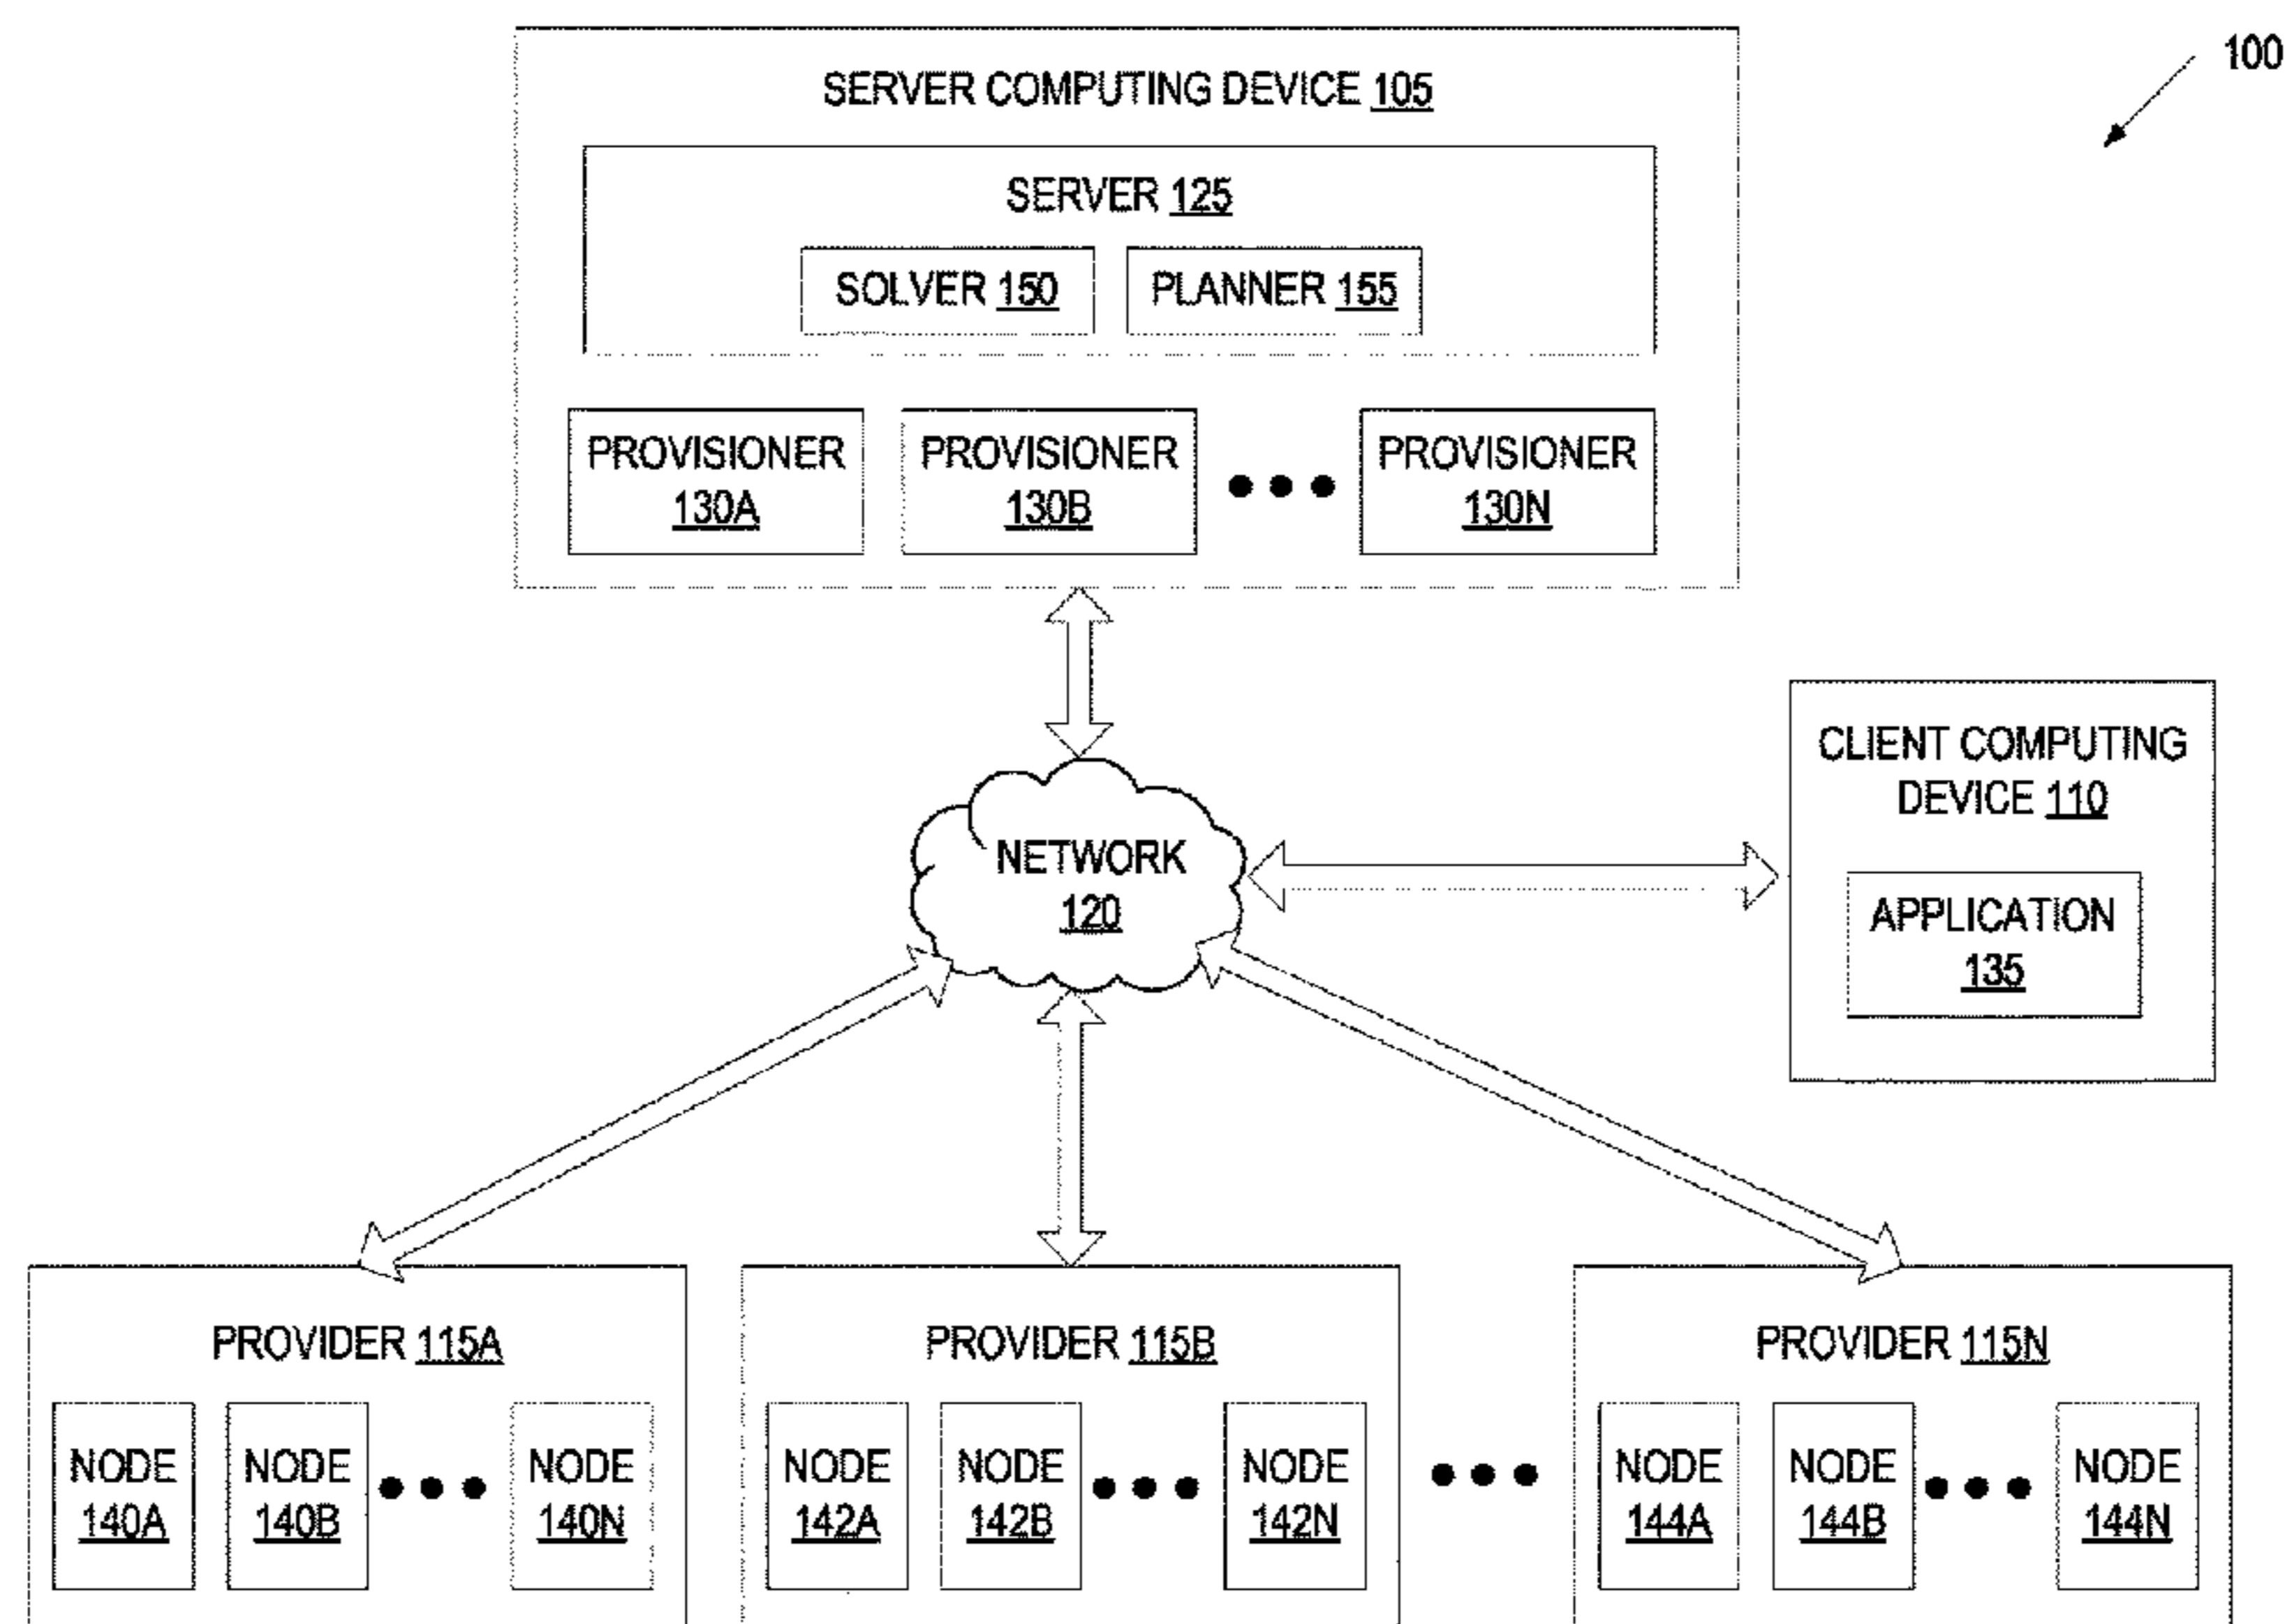 100
SERVER COMPUTING DEVICE 105
SERVER 125
SOLVER 150
PLANNER 155
PROVISIONER
130A
PROVISIONER
130B
PROVISIONER
130N
CLIENT COMPUTING
DEVICE 110
APPLICATION
135
NETWORK
120
PROVIDER 115A
NODE
140A
NODE
140B
NODE
140N
PROVIDER 115B
NODE
142A
NODE
142B
NODE
142N
PROVIDER 115N
NODE
144A
NODE
144B
NODE
144N